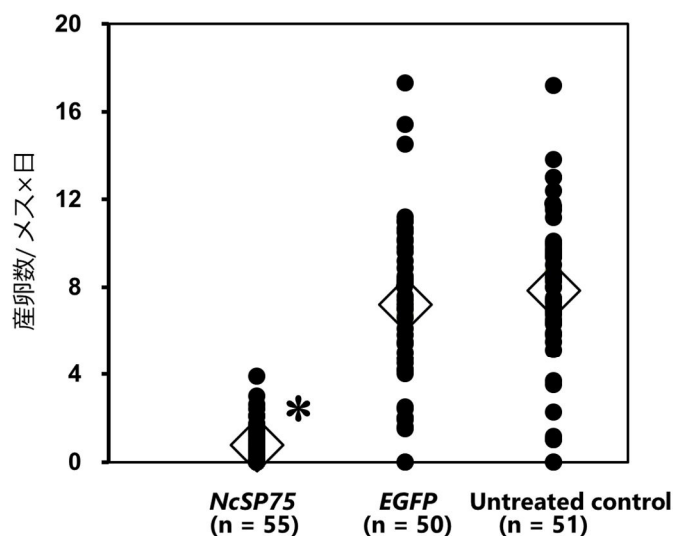 産卵数/ メス×日
20
16
12
8
4
0
*
NcSP75 EGFP Untreated control
(n = 55) (n = 50) (n = 51)